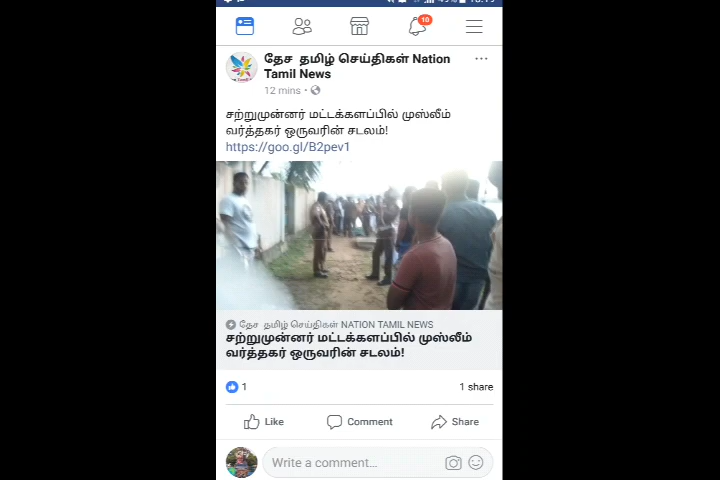 10
தேச தமிழ் செய்திகள் Nation
Tamil News
12 mins •
சற்றுமுன்னர் மட்டக்களப்பில் முஸ்லீம்
வர்த்தகர் ஒருவரின் சடலம்!
https://goo.gl/B2pev1
தேச தமிழ் செய்திகள் NATION TAMIL NEWS
சற்றுமுன்னர் மட்டக்களப்பில் முஸ்லீம்
வர்த்தகர் ஒருவரின் சடலம்!
1
1 share
Like Comment Share
Write a comment...